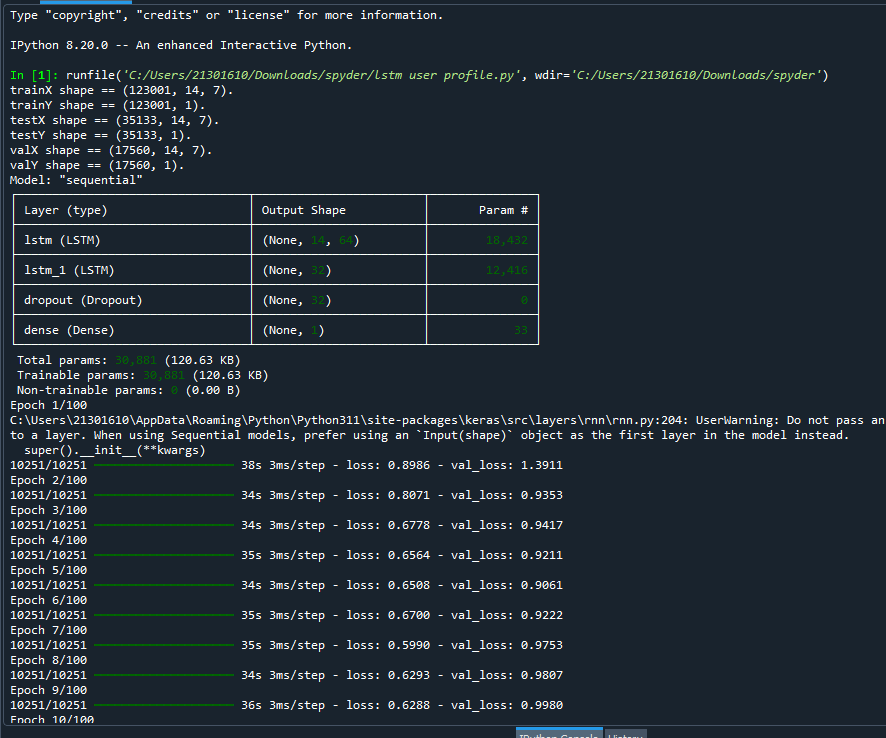 Type "copyright", "credits" or "license" for more information.
IPython 8.20.0 -- An enhanced Interactive Python.
In [1]: runfile('C:/Users/21301610/Downloads/spyder/lstm user profile.py', wdir='C:/Users/21301610/Downloads/spyder')
trainX shape == (123001, 14, 7).
trainY shape == (123001, 1).
testX shape == (35133, 14, 7).
testY shape == (35133, 1).
valX shape == (17560, 14, 7).
valY shape == (17560, 1).
Model: "sequential"
Layer (type) Output Shape Param #
lstm (LSTM) (None, 14, 64) 18,432
lstm_1 (LSTM) (None, 32) 12,416
dropout (Dropout) (None, 32) 0
dense (Dense) (None, 1) 33
Total params: 30,881 (120.63 KB)
Trainable params: 30,881 (120.63 KB)
Non-trainable params: 0 (0.00 B)
Epoch 1/100
C:\Users\21301610\AppData\Roaming\Python\Python311\site-packages\keras\src\layers\rnn\rnn.py:204: UserWarning: Do not pass an
to a layer. When using Sequential models, prefer using an `Input(shape)` object as the first layer in the model instead.
super().__init__(**kwargs)
10251/10251 38s 3ms/step - loss: 0.8986 - val_loss: 1.3911
Epoch 2/100
10251/10251 34s 3ms/step - loss: 0.8071 - val_loss: 0.9353
Epoch 3/100
10251/10251 34s 3ms/step - loss: 0.6778 - val_loss: 0.9417
Epoch 4/100
10251/10251 35s 3ms/step - loss: 0.6564 - val_loss: 0.9211
Epoch 5/100
10251/10251 34s 3ms/step - loss: 0.6508 - val_loss: 0.9061
Epoch 6/100
10251/10251 35s 3ms/step - loss: 0.6700 - val_loss: 0.9222
Epoch 7/100
10251/10251 35s 3ms/step - loss: 0.5990 - val_loss: 0.9753
Epoch 8/100
10251/10251 34s 3ms/step - loss: 0.6293 - val_loss: 0.9807
Epoch 9/100
10251/10251 36s 3ms/step - loss: 0.6288 - val_loss: 0.9980
Epoch 10/100
IPython Console History